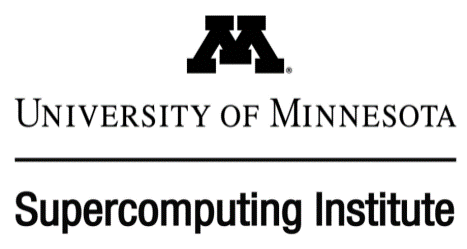 M®
UNIVERSITY OF MINNESOTA
Supercomputing Institute